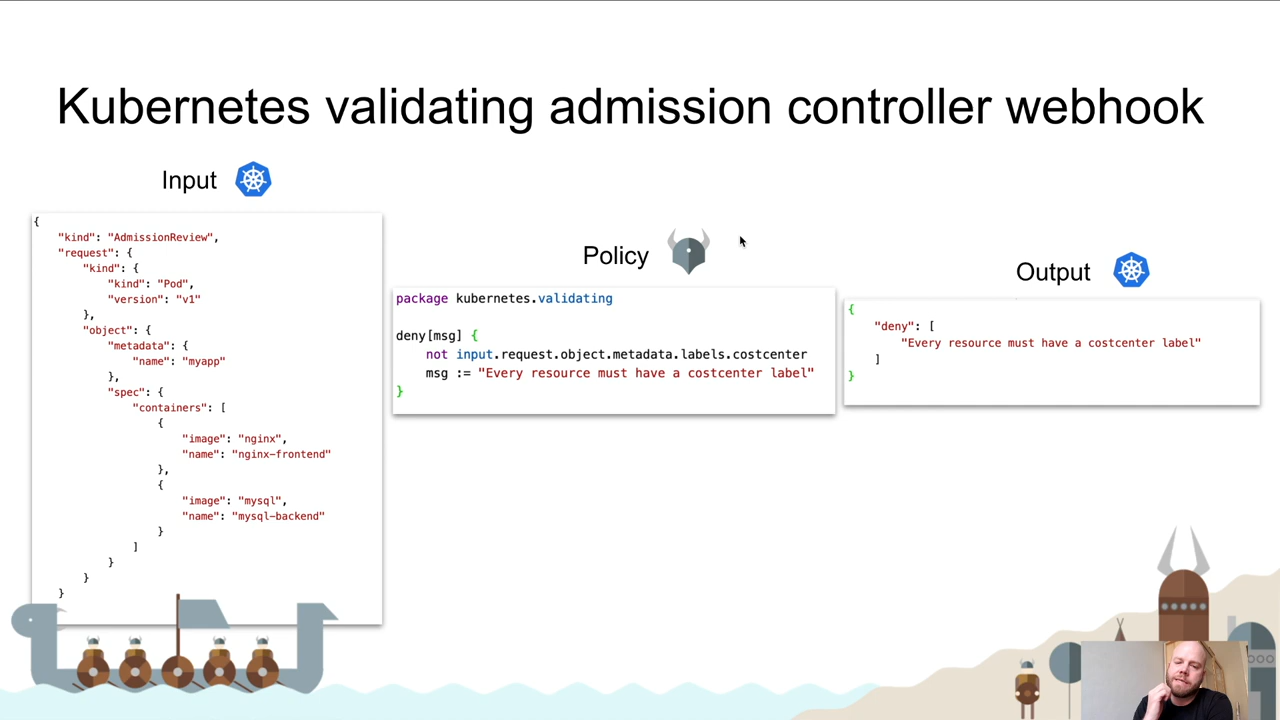 Kubernetes validating admission controller webhook
Input
{
    "kind": "AdmissionReview",
    "request": {
        "kind": {
            "kind": "Pod",
            "version": "v1"
        },
        "object": {
            "metadata": {
                "name": "myapp"
            },
            "spec": {
                "containers": [
                    {
                        "image": "nginx",
                        "name": "nginx-frontend"
                    },
                    {
                        "image": "mysql",
                        "name": "mysql-backend"
                    }
                ]
            }
        }
    }
Policy
package kubernetes.validating
deny[msg] {
    not input.request.object.metadata.labels.costcenter
    msg := "Every resource must have a costcenter label"
}
Output
{
    "deny": [
        "Every resource must have a costcenter label"
    ]
}